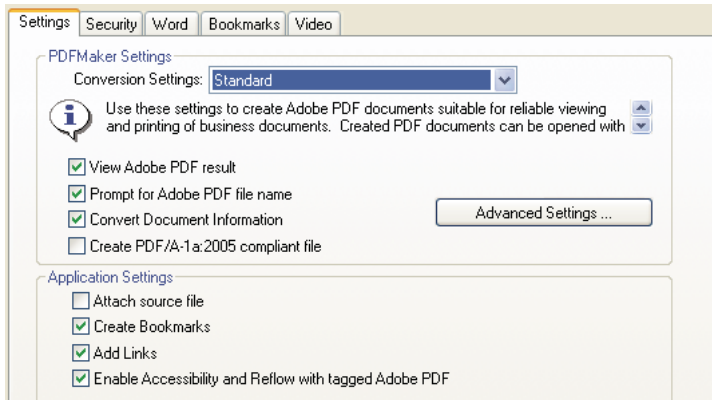 Settings Security Word Bookmarks Video
PDFMaker Settings
Conversion Settings: Standard
Use these settings to create Adobe PDF documents suitable for reliable viewing
and printing of business documents. Created PDF documents can be opened with
View Adobe PDF result
Prompt for Adobe PDF file name
Convert Document Information
Advanced Settings ...
Create PDF/A-1a:2005 compliant file
Application Settings
Attach source file
Create Bookmarks
Add Links
Enable Accessibility and Reflow with tagged Adobe PDF